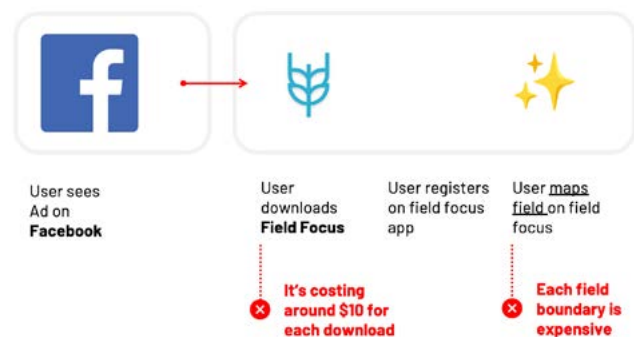 User sees
Ad on
Facebook
User
downloads
Field Focus
User registers
on field focus
app
User maps
field on field
focus
It's costing
around $10 for
each download
Each field
boundary is
expensive